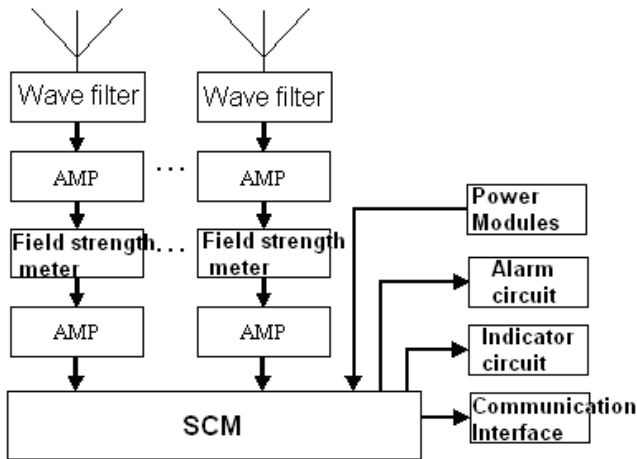 Wave filter
Wave filter
AMP
...
AMP
Field strength
meter
...
Field strength
meter
AMP
AMP
SCM
Power
Modules
Alarm
circuit
Indicator
circuit
Communication
Interface